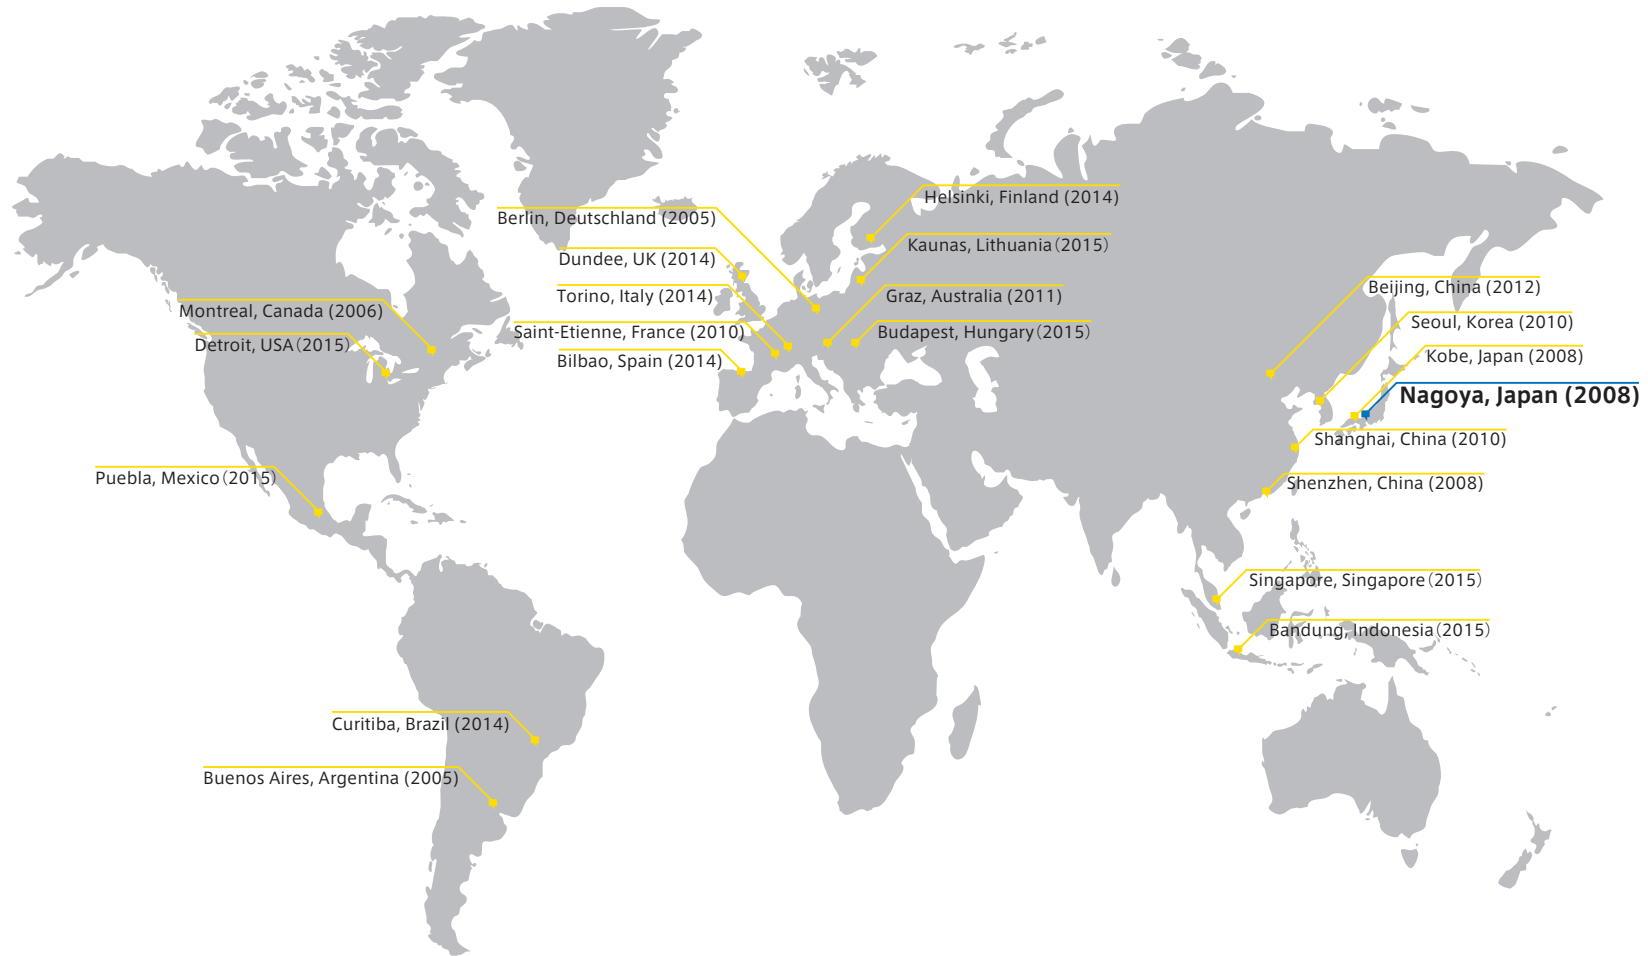 Helsinki, Finland (2014)
Berlin, Deutschland (2005)
Kaunas, Lithuania(2015)
Dundee, UK (2014)
Beijing, China (2012)
Torino, Italy (2014)
Graz, Australia (2011)
Montreal, Canada (2006)
Seoul, Korea (2010)
Saint-Etienne, France (2010)
Budapest, Hungary(2015)
Detroit, USA(2015)
Kobe, Japan (2008)
Bilbao, Spain (2014)
Nagoya, Japan (2008)
Shanghai, China (2010)
Puebla, Mexico(2015)
Shenzhen, China (2008)
Singapore, Singapore(2015)
Bandung, Indonesia(2015)
Curitiba, Brazil (2014)
Buenos Aires, Argentina (2005)